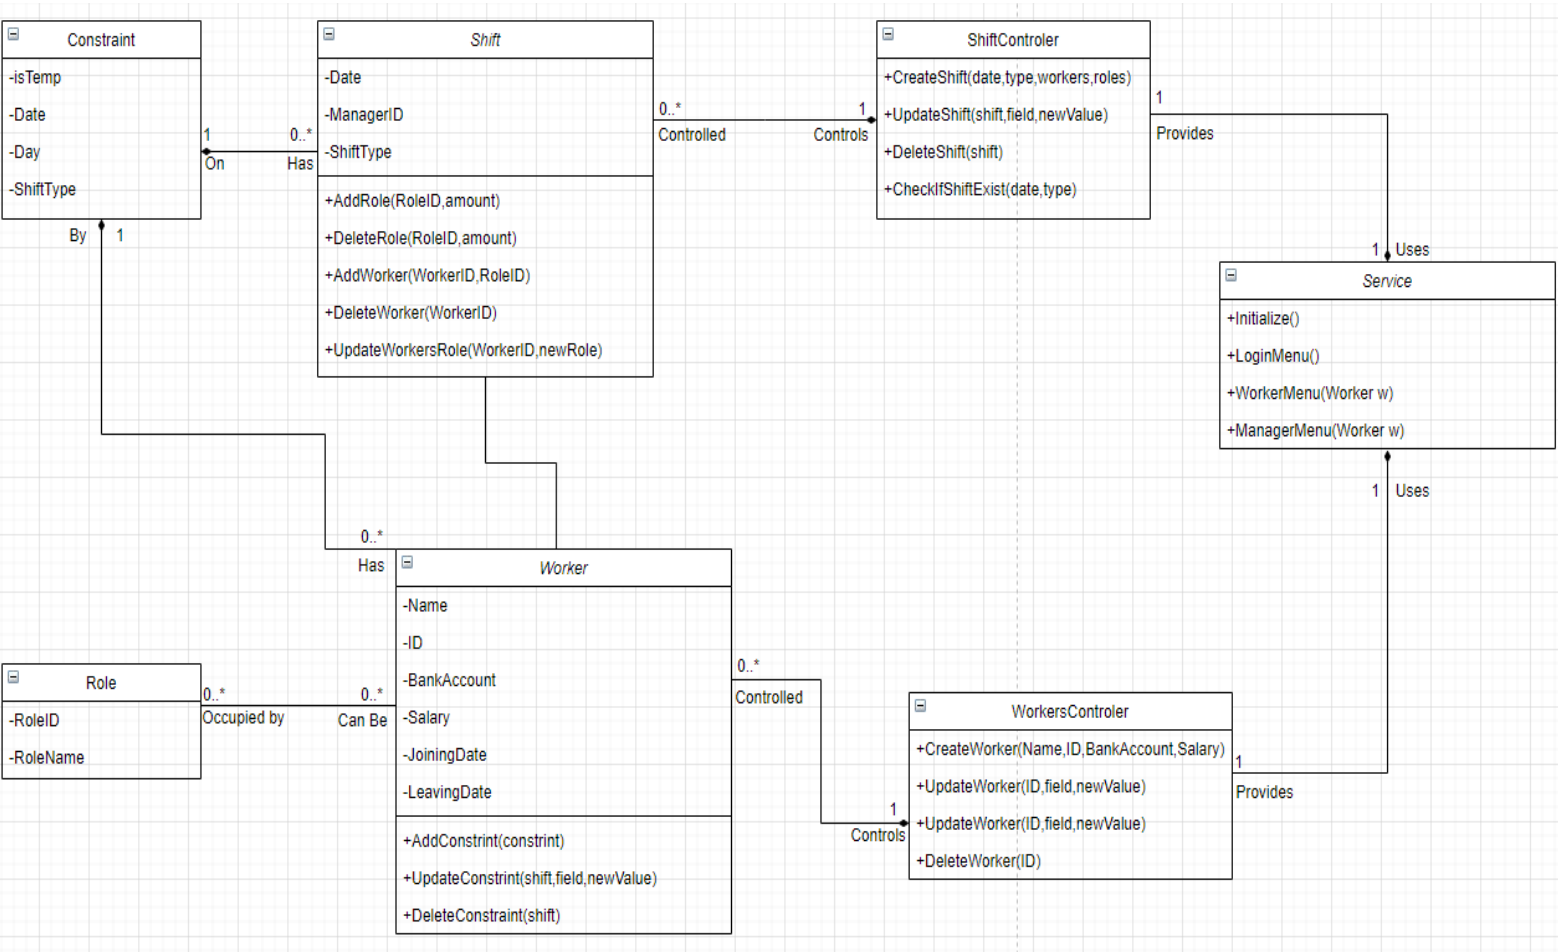 Constraint
-isTemp
-Date
-Day
-ShiftType
1
On
0..*
Has
By
1
Shift
-Date
-ManagerID
-ShiftType
+AddRole(RoleID,amount)
+DeleteRole(RoleID,amount)
+AddWorker(WorkerID,RoleID)
+DeleteWorker(WorkerID)
+UpdateWorkersRole(WorkerID,newRole)
0..*
Controlled
1
Controls
ShiftControler
+CreateShift(date,type,workers,roles)
+UpdateShift(shift,field,newValue)
+DeleteShift(shift)
+CheckIfShiftExist(date,type)
1
Provides
1
Uses
Service
+Initialize()
+LoginMenu()
+WorkerMenu(Worker w)
+ManagerMenu(Worker w)
1
Uses
0..*
Has
Worker
-Name
-ID
-BankAccount
-Salary
-JoiningDate
-LeavingDate
+AddConstrint(constrint)
+UpdateConstrint(shift,field,newValue)
+DeleteConstraint(shift)
Role
-RoleID
-RoleName
0..*
Occupied by
0..*
Can Be
0..*
Controlled
1
Controls
WorkersControler
+CreateWorker(Name,ID,BankAccount,Salary)
+UpdateWorker(ID,field,newValue)
+UpdateWorker(ID,field,newValue)
+DeleteWorker(ID)
1
Provides